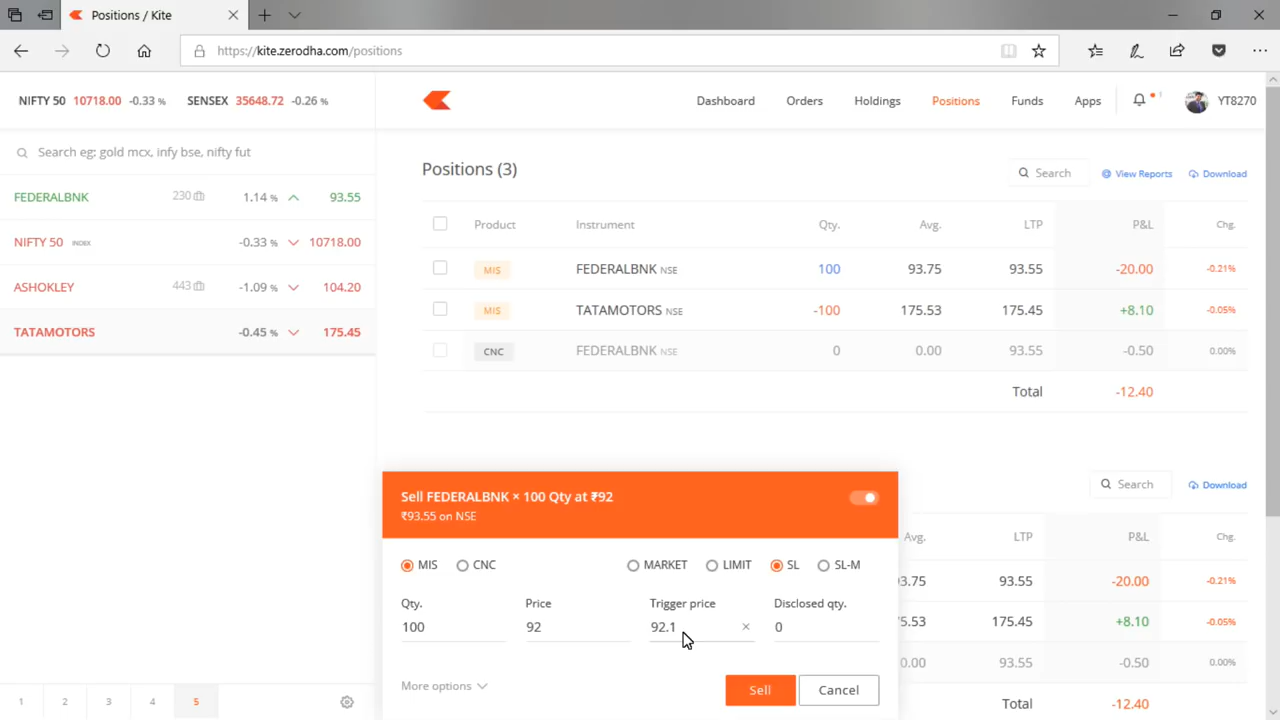 Positions / Kite
https://kite.zerodha.com/positions
NIFTY 50 10718.00 -0.33 % SENSEX 35648.72 -0.26 %
Dashboard Orders Holdings Positions Funds Apps 1 YT8270
Search eg: gold mcx, infy bse, nifty fut
FEDERALBNK 230 1.14 % 93.55
NIFTY 50 INDEX -0.33 % 10718.00
ASHOKLEY 443 -1.09 % 104.20
TATAMOTORS -0.45 % 175.45
1 2 3 4 5
Positions (3) Search View Reports Download
Product Instrument Qty. Avg. LTP P&L Chg.
MIS FEDERALBNK NSE 100 93.75 93.55 -20.00 -0.21%
MIS TATAMOTORS NSE -100 175.53 175.45 +8.10 -0.05%
CNC FEDERALBNK NSE 0 0.00 93.55 -0.50 0.00%
Total -12.40
Search Download
Avg. LTP P&L Chg.
3.75 93.55 -20.00 -0.21%
5.53 175.45 +8.10 -0.05%
0.00 93.55 -0.50 0.00%
Total -12.40
Sell FEDERALBNK × 100 Qty at ₹92
₹93.55 on NSE
MIS CNC MARKET LIMIT SL SL-M
Qty. Price Trigger price Disclosed qty.
100 92 92.1 × 0
More options Sell Cancel